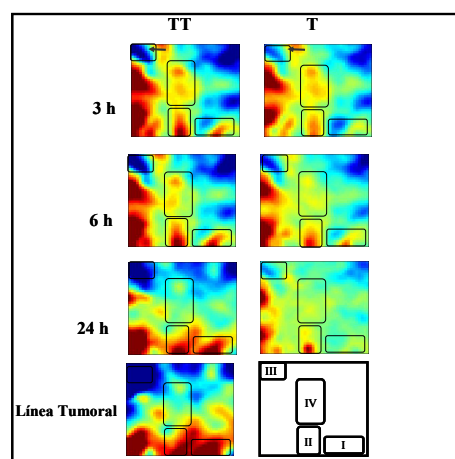 TT T
3 h
6 h
24 h
Línea Tumoral
III
IV
II I